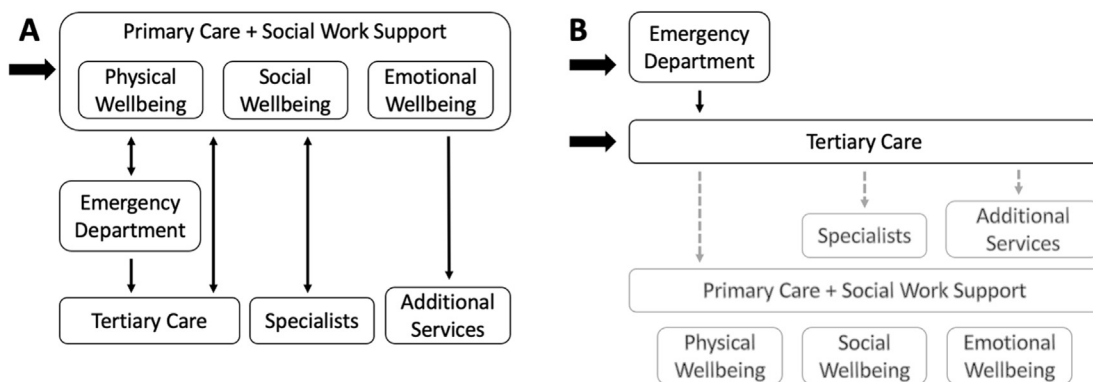 A
Primary Care + Social Work Support
Physical
Wellbeing
Social
Wellbeing
Emotional
Wellbeing
Emergency
Department
Tertiary Care
Specialists
Additional
Services
B
Emergency
Department
Tertiary Care
Specialists
Additional
Services
Primary Care + Social Work Support
Physical
Wellbeing
Social
Wellbeing
Emotional
Wellbeing